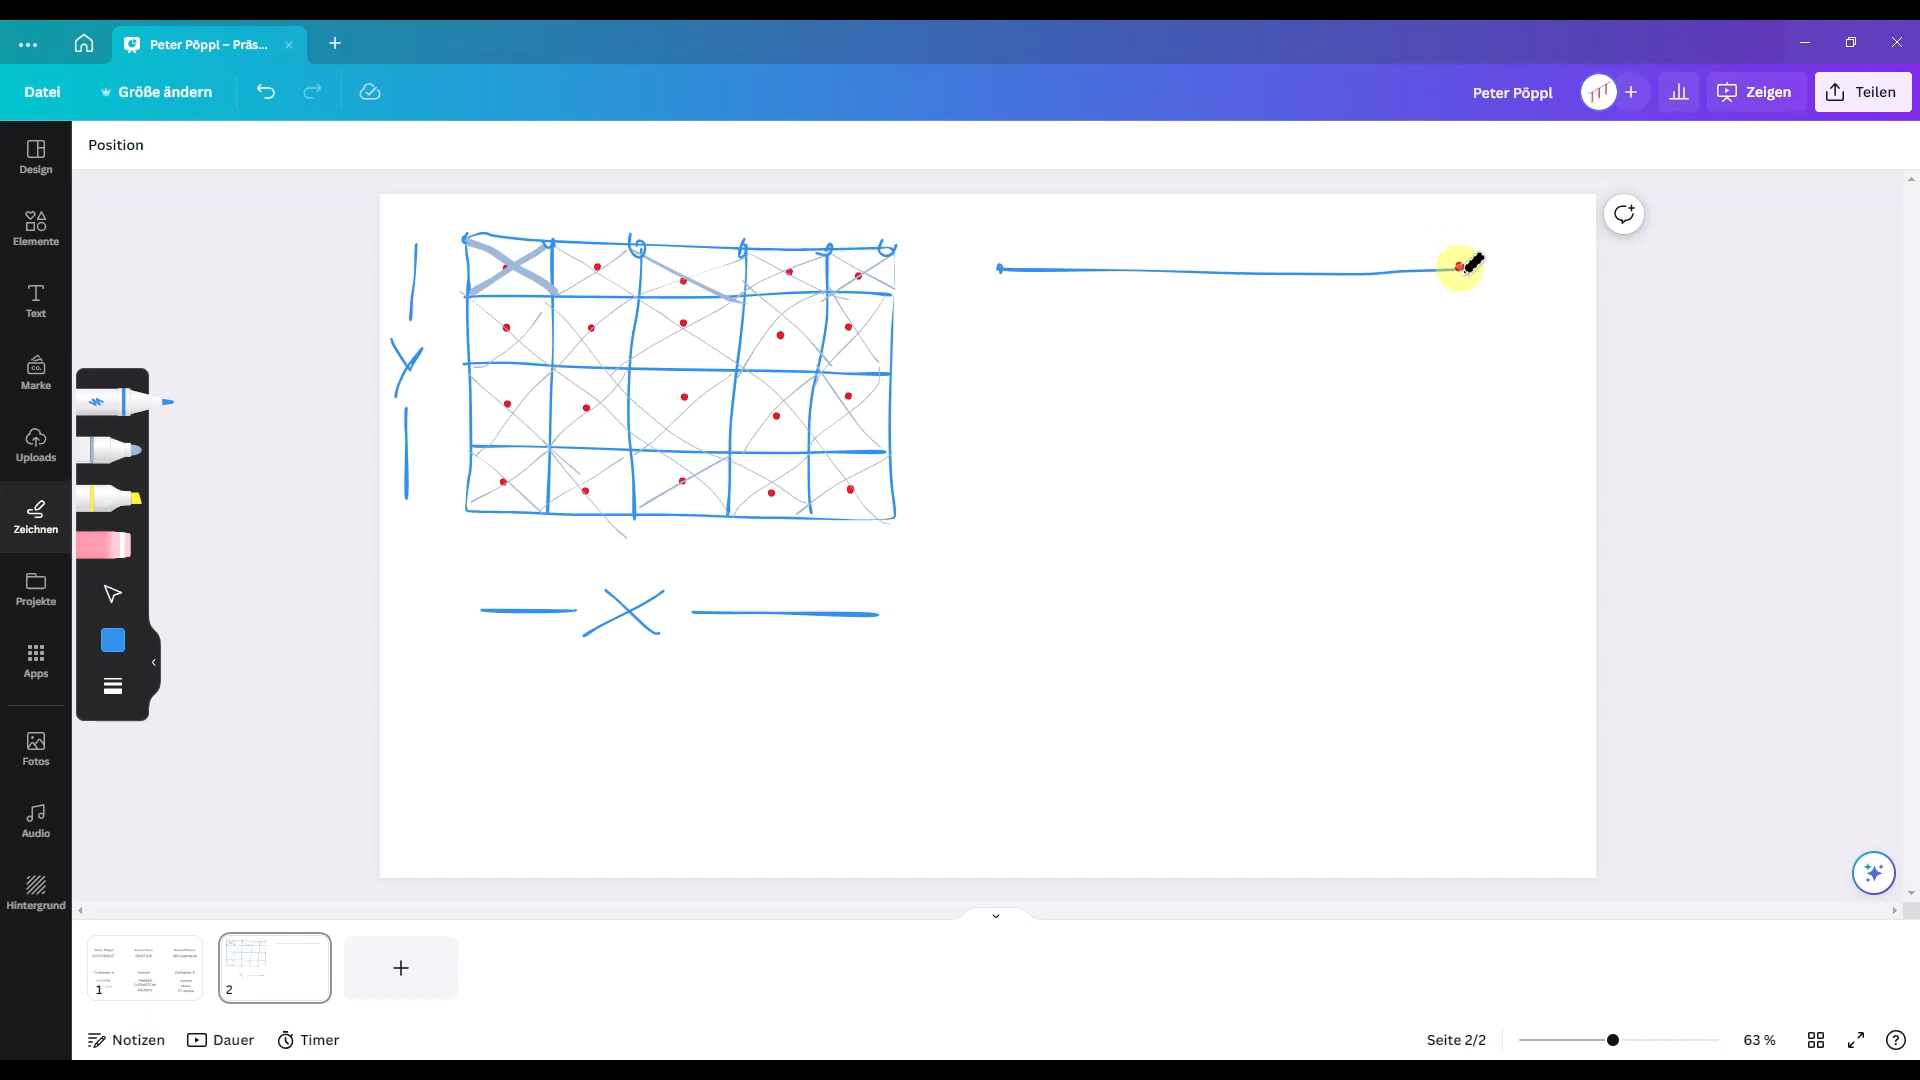 Peter Pöppl – Präs...
Datei
Größe ändern
Peter Pöppl
Zeigen
Teilen
Position
Design
Elemente
Text
CO.
Marke
Uploads
Zeichnen
Projekte
Apps
Fotos
Audio
Hintergrund
Y
X
1
2
Notizen
Dauer
Timer
Seite 2/2
63 %